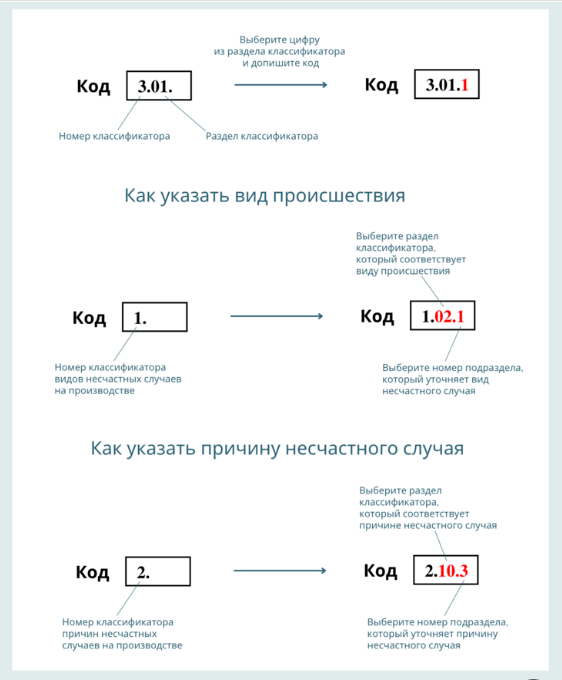 Выберите цифру
из раздела классификатора
и допишите код
Код 3.01. Код 3.01.1
Номер классификатора Раздел классификатора
Как указать вид происшествия
Выберите раздел
классификатора,
который соответствует
виду происшествия
Код 1. Код 1.02.1
Номер классификатора
видов несчастных случаев
на производстве
Выберите номер подраздела,
который уточняет вид
несчастного случая
Как указать причину несчастного случая
Выберите раздел
классификатора,
который соответствует
причине несчастного случая
Код 2. Код 2.10.3
Номер классификатора
причин несчастных
случаев на производстве
Выберите номер подраздела,
который уточняет причину
несчастного случая